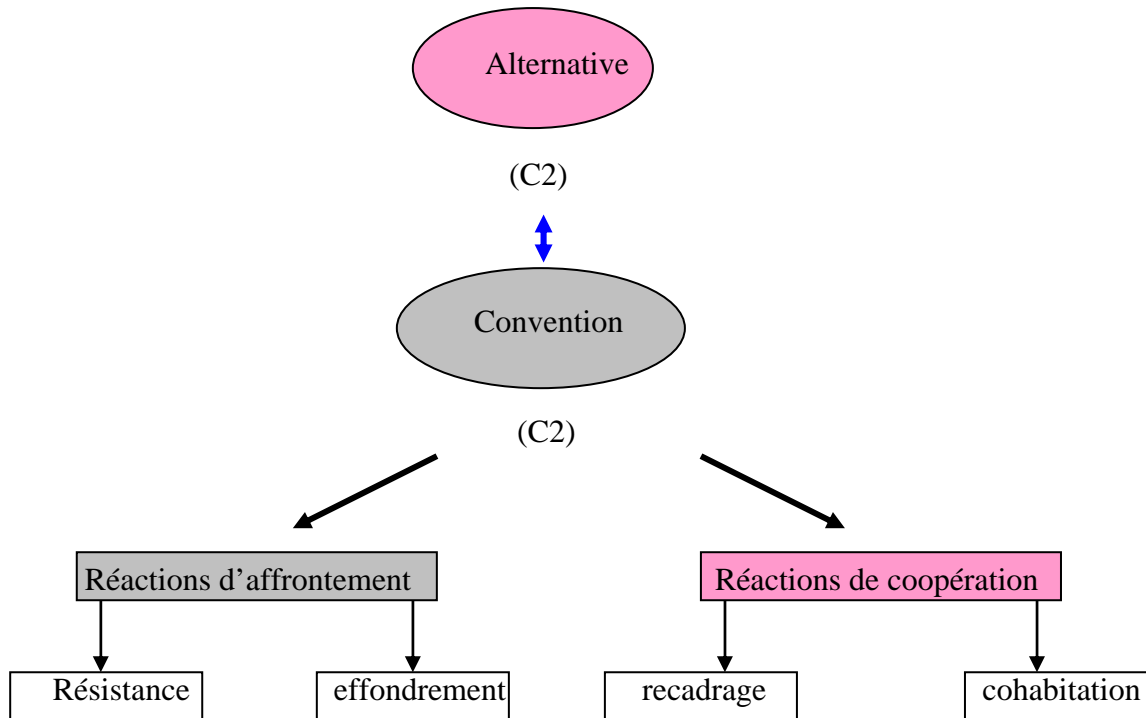 Alternative
(C2)
Convention
(C2)
Réactions d’affrontement
Réactions de coopération
Résistance
effondrement
recadrage
cohabitation